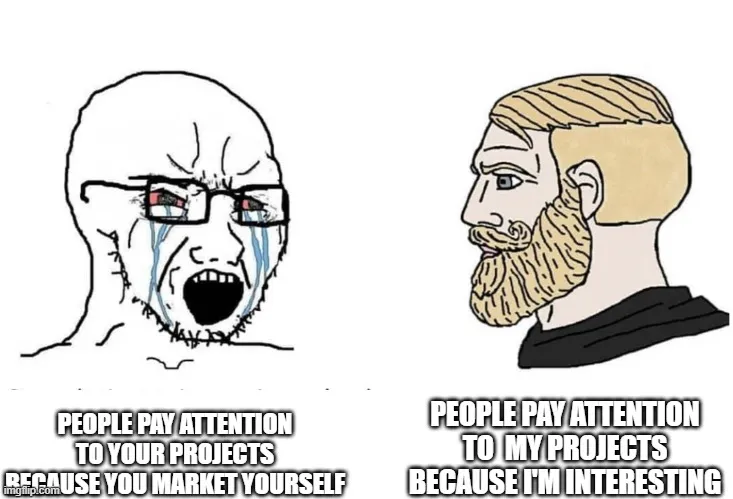 PEOPLE PAY ATTENTION
TO YOUR PROJECTS
BECAUSE YOU MARKET YOURSELF
PEOPLE PAY ATTENTION
TO MY PROJECTS
BECAUSE I'M INTERESTING
imgflip.com